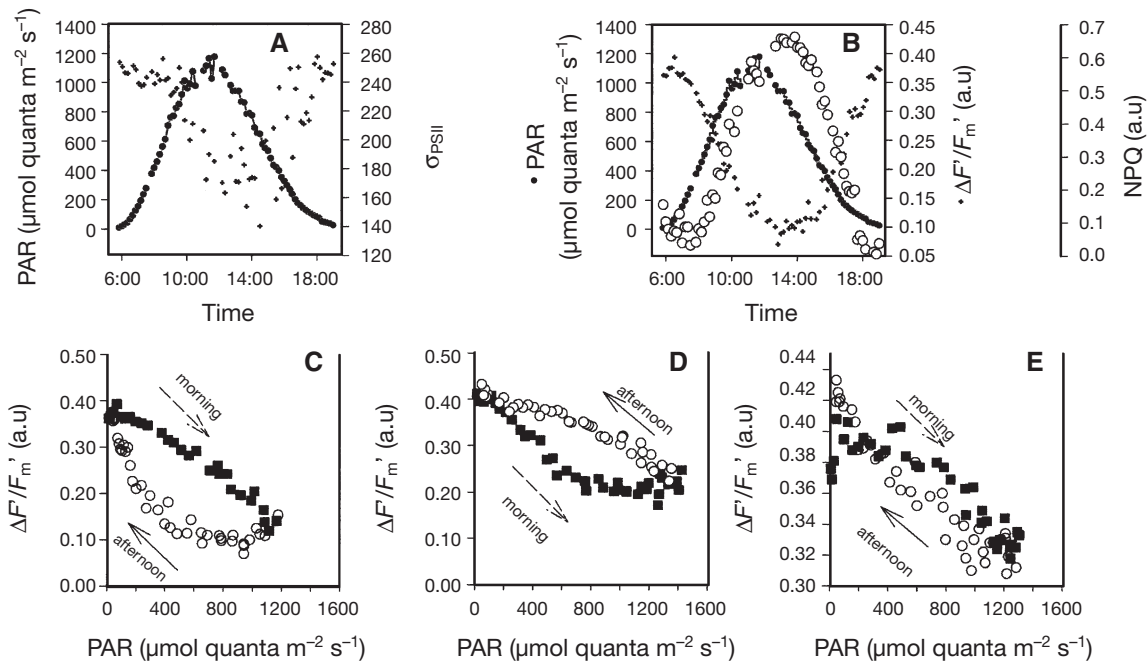 A
PAR (µmol quanta m⁻² s⁻¹)
1400
1200
1000
800
600
400
200
0
280
260
240
220
200
180
160
140
120
σPSII
6:00 10:00 14:00 18:00
Time
B
• PAR
(µmol quanta m⁻² s⁻¹)
1400
1200
1000
800
600
400
200
0
0.45
0.40
0.35
0.30
0.25
0.20
0.15
0.10
0.05
ΔF'/Fm' (a.u)
0.7
0.6
0.5
0.4
0.3
0.2
0.1
0.0
NPQ (a.u)
6:00 10:00 14:00 18:00
Time
C
ΔF'/Fm' (a.u)
0.50
0.40
0.30
0.20
0.10
0.00
morning
afternoon
0 400 800 1200 1600
PAR (µmol quanta m⁻² s⁻¹)
D
ΔF'/Fm' (a.u)
0.50
0.40
0.30
0.20
0.10
0.00
afternoon
morning
0 400 800 1200 1600
PAR (µmol quanta m⁻² s⁻¹)
E
ΔF'/Fm' (a.u)
0.44
0.42
0.40
0.38
0.36
0.34
0.32
0.30
morning
afternoon
0 400 800 1200 1600
PAR (µmol quanta m⁻² s⁻¹)